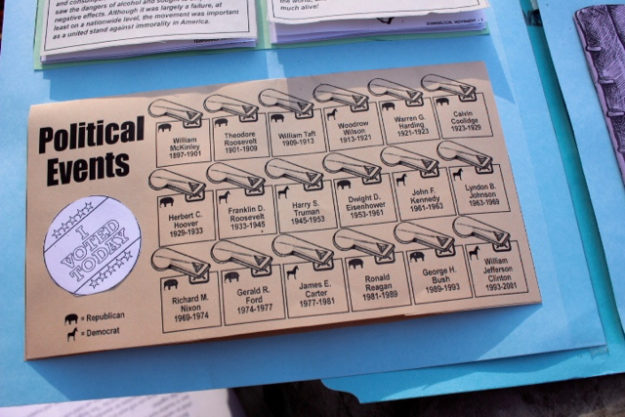 saw the dangers of alcohol and sought
negative effects. Although it was largely a failure, at
least on a nationwide level, the movement was important
as a united stand against immorality in America.
much alive!
Political
Events
I
VOTED
TODAY
= Republican
= Democrat
William
McKinley
1897-1901
Theodore
Roosevelt
1901-1909
William Taft
1909-1913
Woodrow
Wilson
1913-1921
Warren G.
Harding
1921-1923
Calvin
Coolidge
1923-1929
Herbert C.
Hoover
1929-1933
Franklin D.
Roosevelt
1933-1945
Harry S.
Truman
1945-1953
Dwight D.
Eisenhower
1953-1961
John F.
Kennedy
1961-1963
Lyndon B.
Johnson
1963-1969
Richard M.
Nixon
1969-1974
Gerald R.
Ford
1974-1977
James E.
Carter
1977-1981
Ronald
Reagan
1981-1989
George H.
Bush
1989-1993
William
Jefferson
Clinton
1993-2001